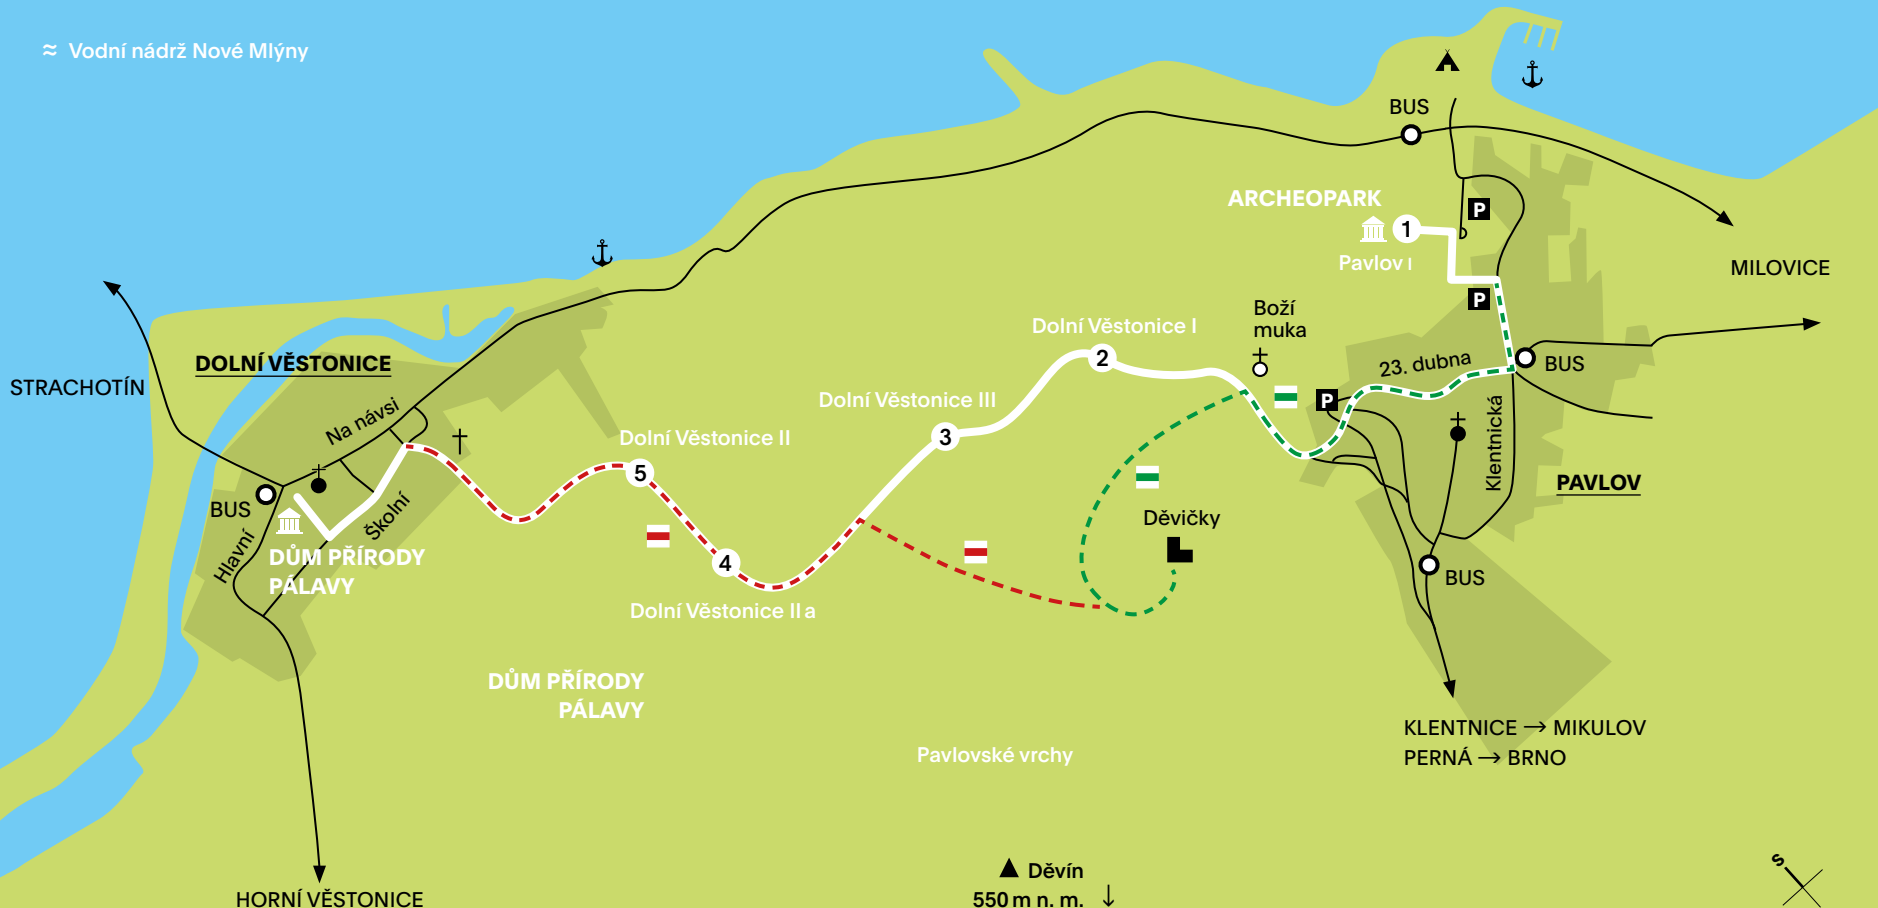 ≈ Vodní nádrž Nové Mlýny
BUS
ARCHEOPARK
P
1
Pavlov I
MILOVICE
P
Boží
muka
Dolní Věstonice I
2
DOLNÍ VĚSTONICE
STRACHOTÍN
23. dubna
BUS
P
Dolní Věstonice III
3
Na návsi
Klentnická
Dolní Věstonice II
5
PAVLOV
BUS
Školní
Hlavní
Děvičky
DŮM PŘÍRODY
PÁLAVY
4
BUS
Dolní Věstonice II a
DŮM PŘÍRODY
PÁLAVY
Pavlovské vrchy
KLENTNICE → MIKULOV
PERNÁ → BRNO
S
Děvín
550 m n. m. ↓
HORNÍ VĚSTONICE